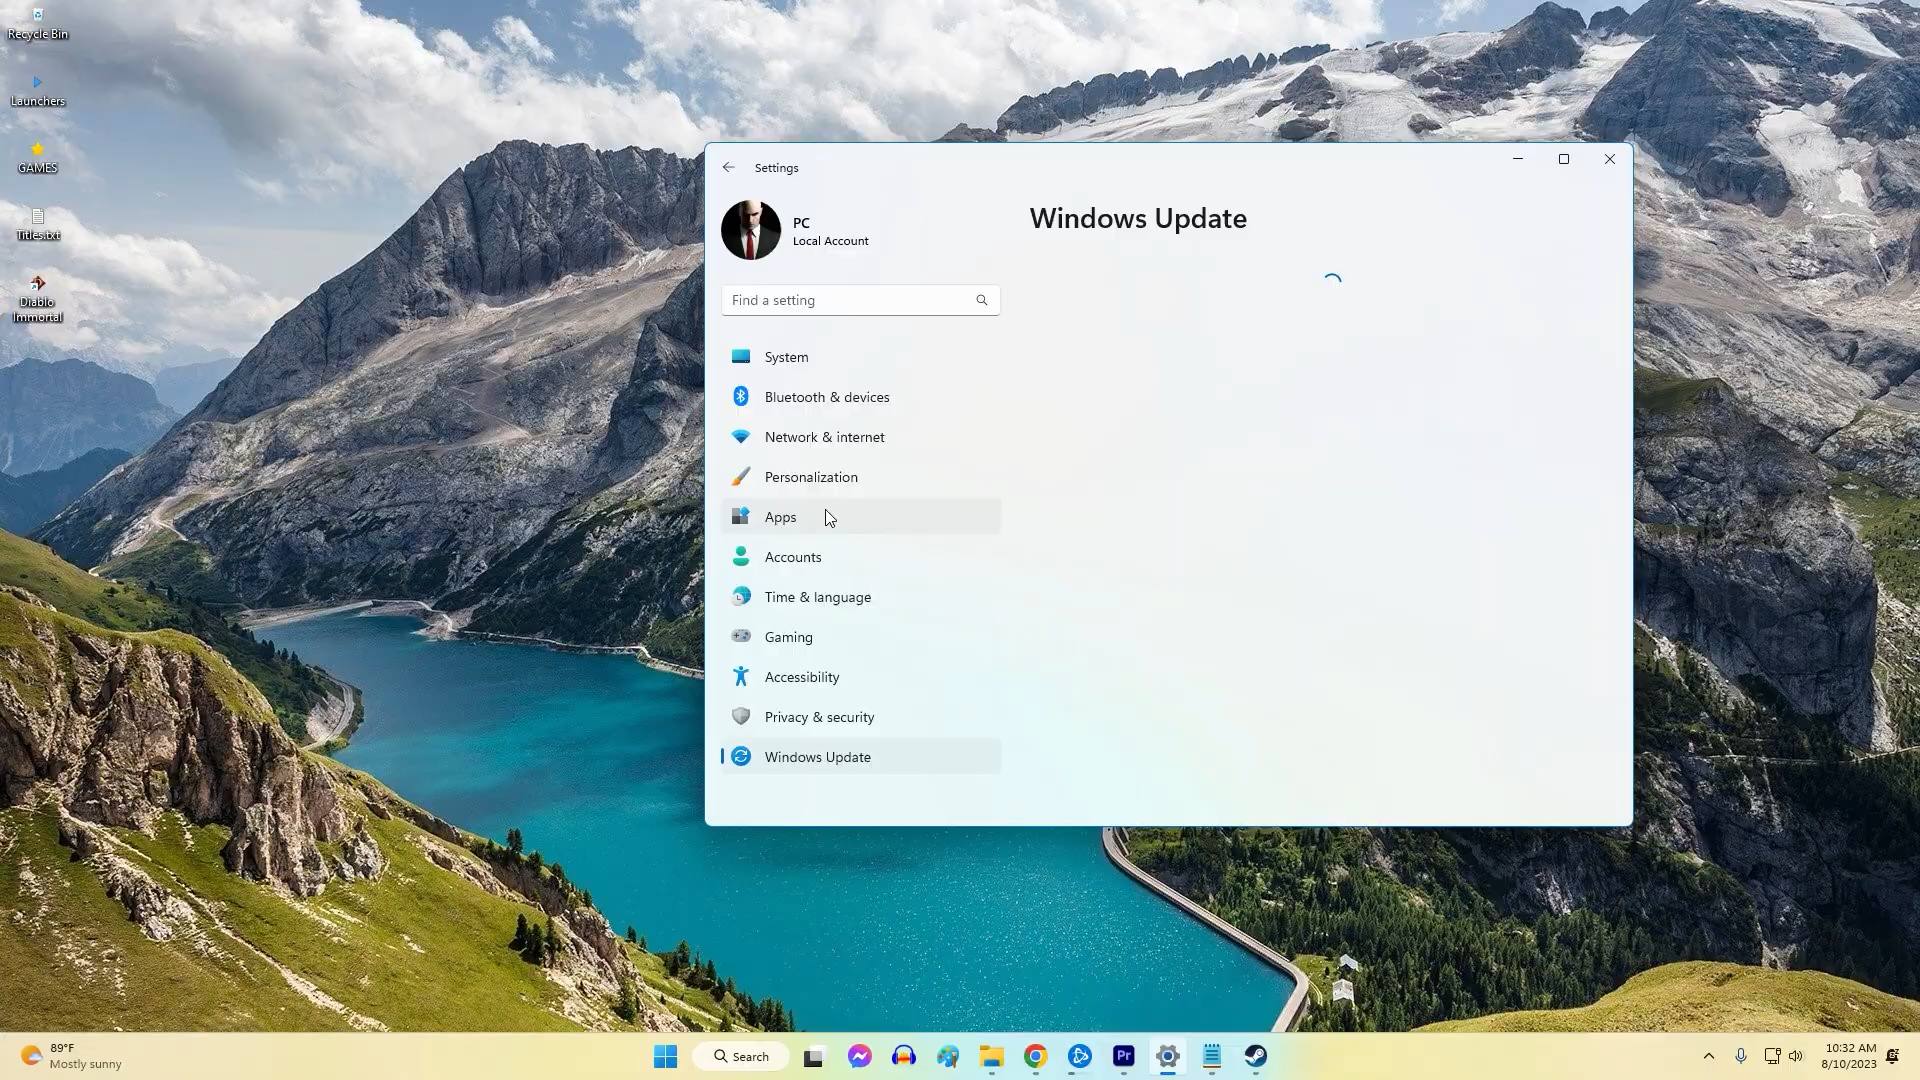 Recycle Bin
Launchers
GAMES
Titles.txt
Diablo
Immortal
Settings
PC
Local Account
Find a setting
System
Bluetooth & devices
Network & internet
Personalization
Apps
Accounts
Time & language
Gaming
Accessibility
Privacy & security
Windows Update
Windows Update
89°F
Mostly sunny
Search
Pr
10:32 AM
8/10/2023